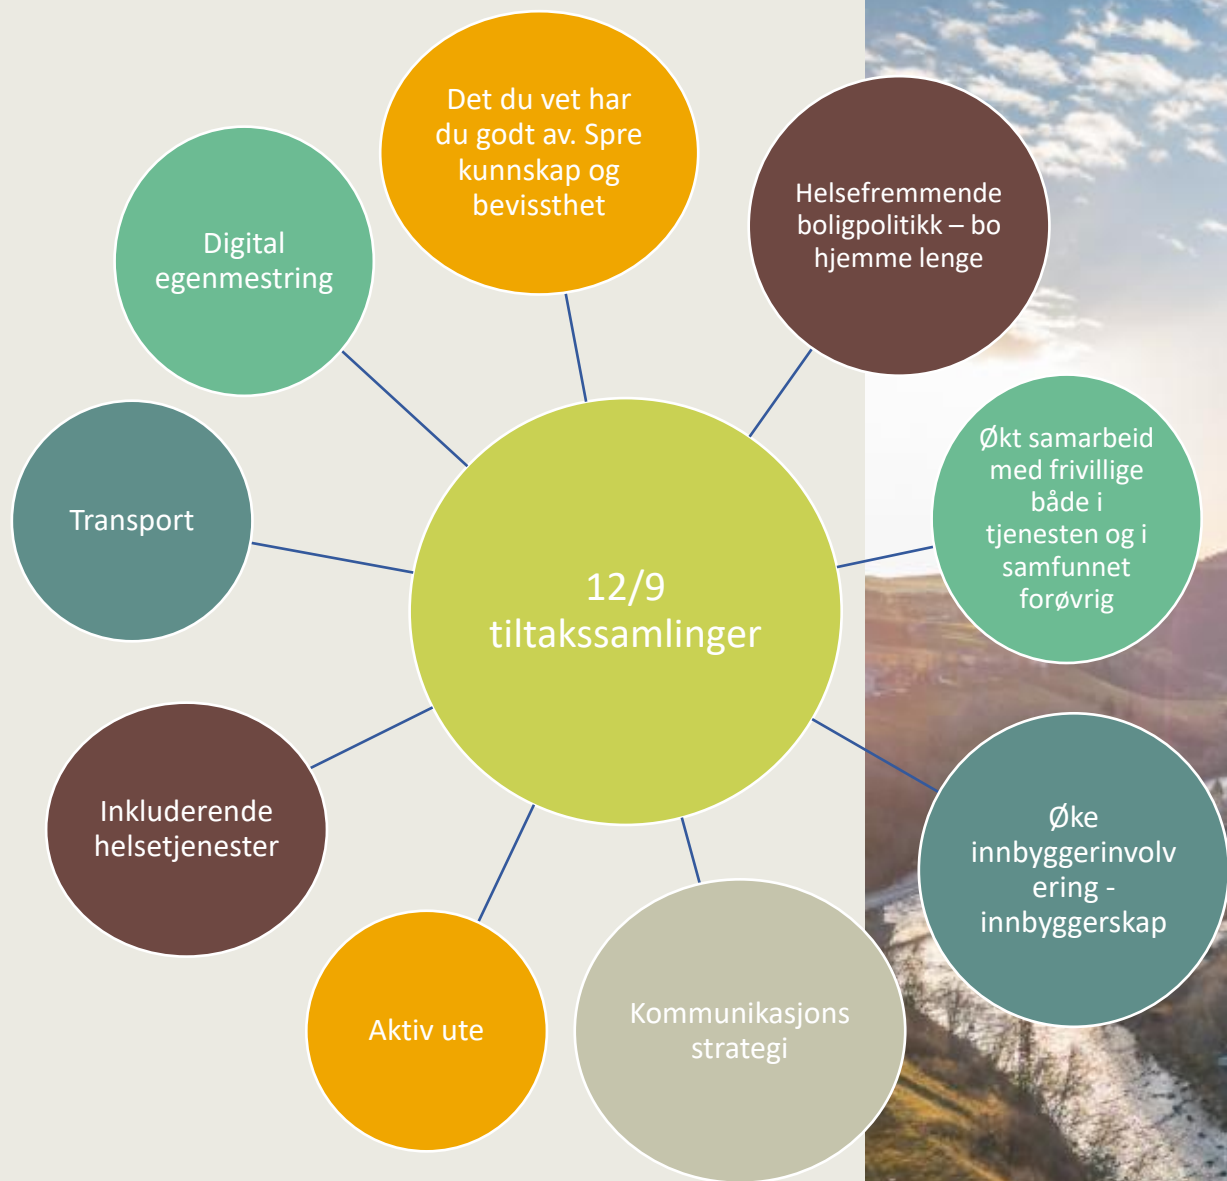 Det du vet har
du godt av. Spre
kunnskap og
bevissthet
Helsefremmende
boligpolitikk – bo
hjemme lenge
Økt samarbeid
med frivillige
både i
tjenesten og i
samfunnet
forøvrig
Øke
innbyggerinvolv
ering -
innbyggerskap
Kommunikasjons
strategi
Aktiv ute
Inkluderende
helsetjenester
Transport
Digital
egenmestring
12/9
tiltakssamlinger